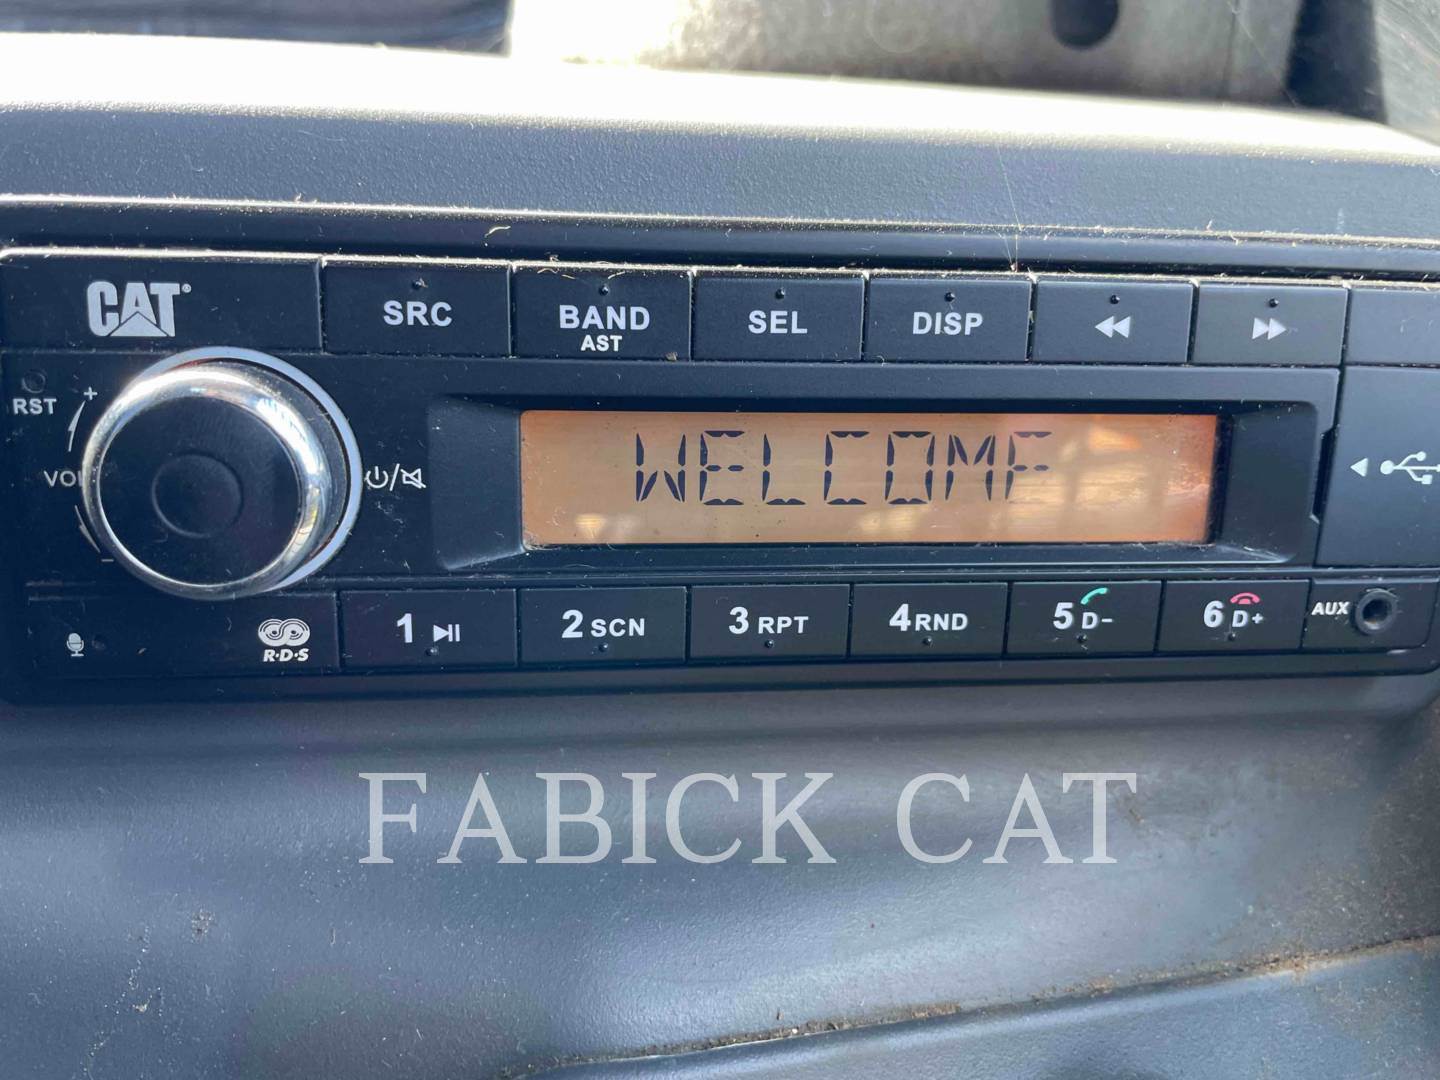 CAT®
SRC
BAND
AST
SEL
DISP
RST
VOL
WELCOMF
1
2 SCN
3 RPT
4 RND
5 D-
6 D+
AUX
R·D·S
FABICK CAT